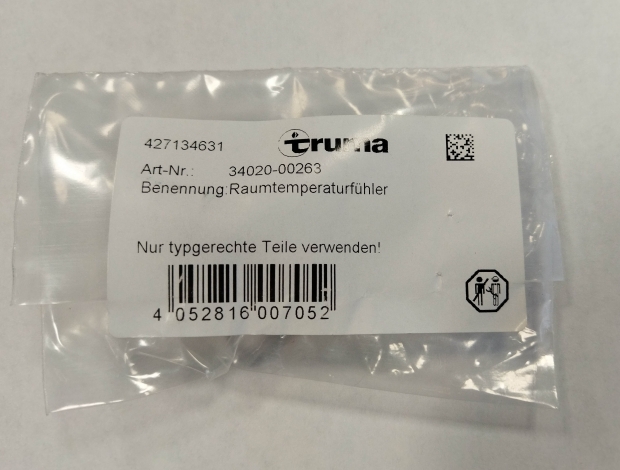 427134631
truma
Art-Nr.: 34020-00263
Benennung:Raumtemperaturfühler
Nur typgerechte Teile verwenden!
4 052816 007052